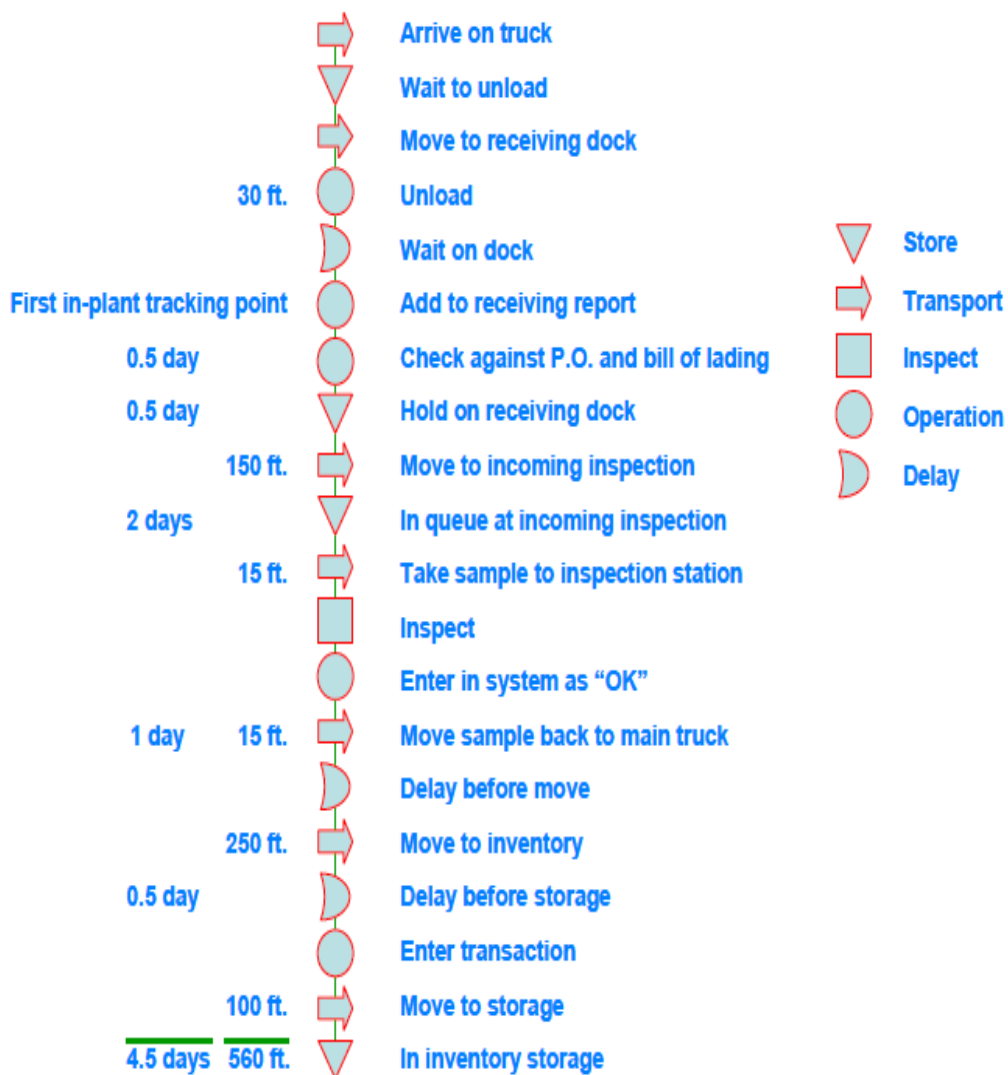 Arrive on truck
Wait to unload
Move to receiving dock
30 ft. Unload
Wait on dock
First in-plant tracking point Add to receiving report
0.5 day Check against P.O. and bill of lading
0.5 day Hold on receiving dock
150 ft. Move to incoming inspection
2 days In queue at incoming inspection
15 ft. Take sample to inspection station
Inspect
Enter in system as “OK”
1 day 15 ft. Move sample back to main truck
Delay before move
250 ft. Move to inventory
0.5 day Delay before storage
Enter transaction
100 ft. Move to storage
4.5 days 560 ft. In inventory storage
Store
Transport
Inspect
Operation
Delay